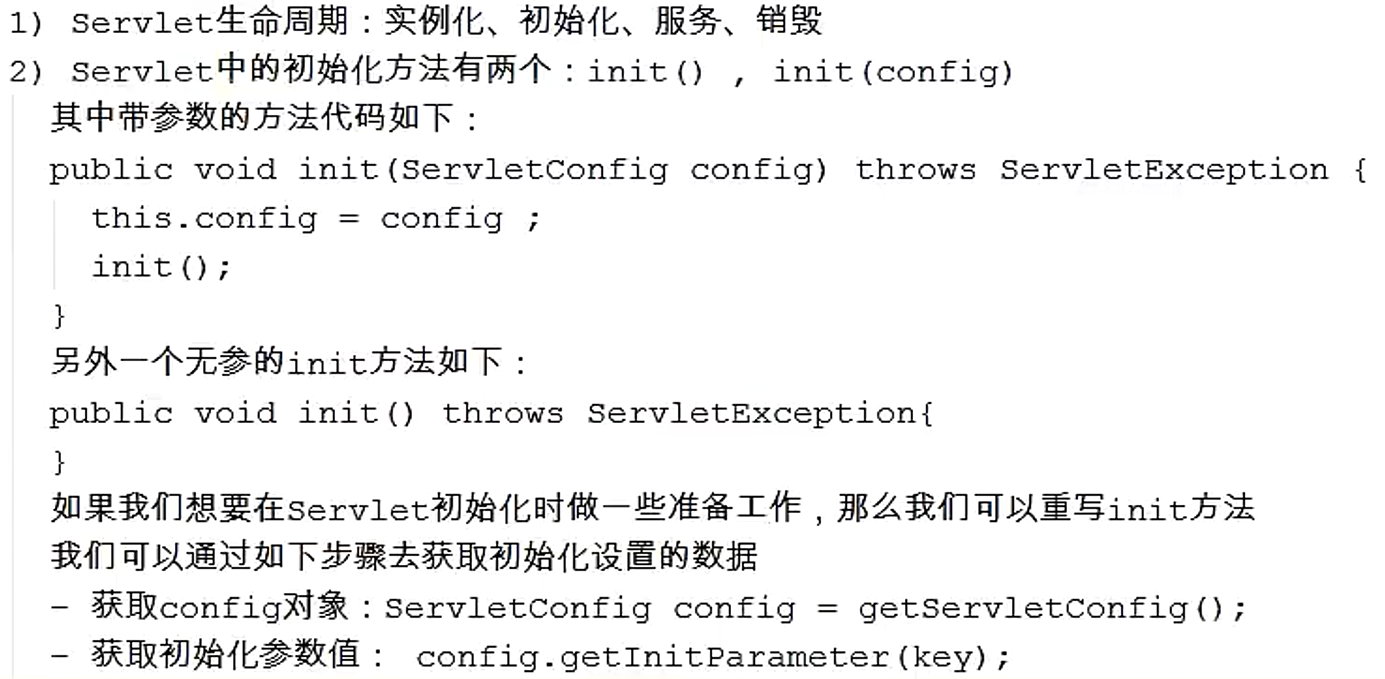 1) Servlet生命周期：实例化、初始化、服务、销毁
2) Servlet中的初始化方法有两个：init() , init(config)
其中带参数的方法代码如下：
public void init(ServletConfig config) throws ServletException {
this.config = config ;
init();
}
另外一个无参的init方法如下：
public void init() throws ServletException{
}
如果我们想要在Servlet初始化时做一些准备工作，那么我们可以重写init方法
我们可以通过如下步骤去获取初始化设置的数据
- 获取config对象：ServletConfig config = getServletConfig();
- 获取初始化参数值： config.getInitParameter(key);